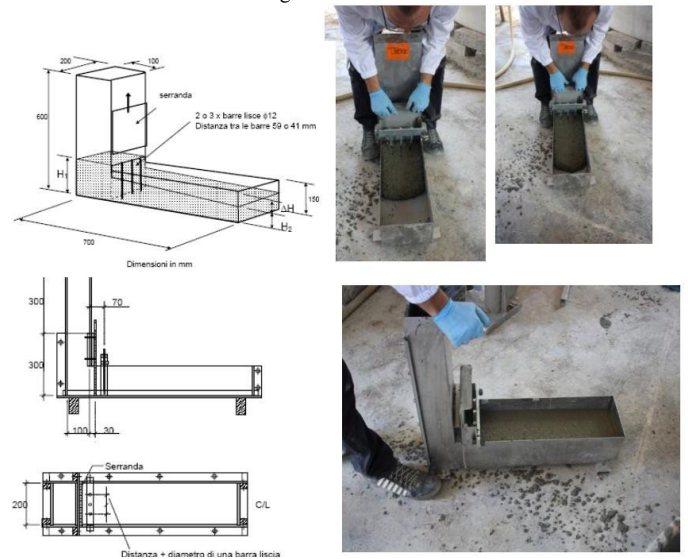 200
100
serranda
600
2 o 3 x barre lisce ϕ12
Distanza tra le barre 59 o 41 mm
H1
150
ΔH
H2
700
Dimensioni in mm
300
70
300
100
30
Serranda
200
C/L
Distanza + diametro di una barra liscia